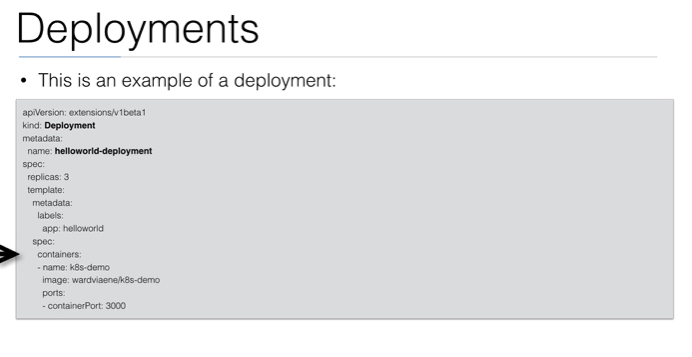 Deployments
• This is an example of a deployment:
apiVersion: extensions/v1beta1
kind: Deployment
metadata:
  name: helloworld-deployment
spec:
  replicas: 3
  template:
    metadata:
      labels:
        app: helloworld
    spec:
      containers:
      - name: k8s-demo
        image: wardviaene/k8s-demo
        ports:
        - containerPort: 3000